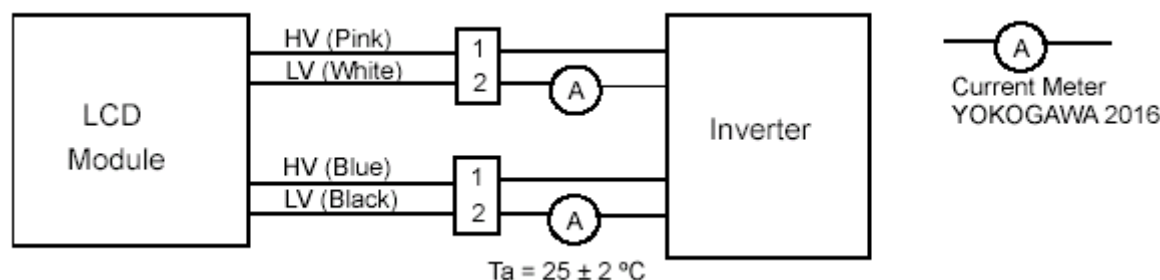 HV (Pink)
1
LV (White)
2
A
A
Current Meter
YOKOGAWA 2016
LCD
Module
Inverter
HV (Blue)
1
LV (Black)
2
A
Ta = 25 ± 2 ºC